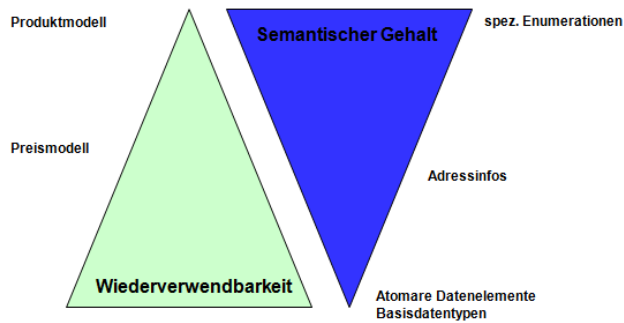 Produktmodell
Semantischer Gehalt
spez. Enumerationen
Preismodell
Adressinfos
Wiederverwendbarkeit
Atomare Datenelemente
Basisdatentypen